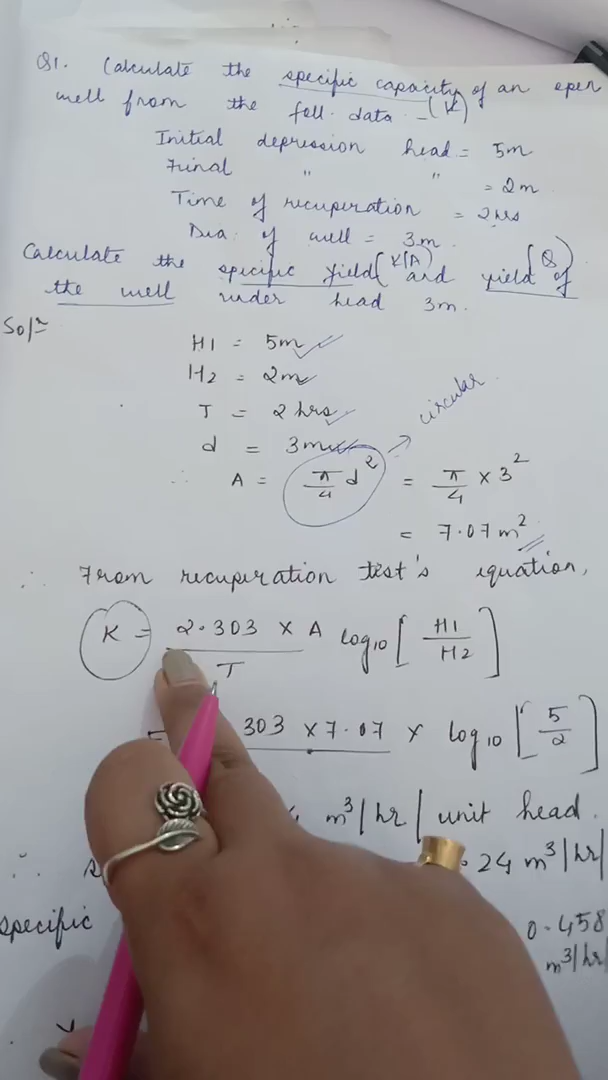 Q1. Calculate the specific capacity of an open
well from the foll. data - (K)
Initial depression head = 5m
Final " " = 2m
Time of recuperation = 2hrs
Dia. of well = 3m.
Calculate the specific yield (K/A) and yield (Q) of
the well under head 3m.
Solⁿ
H1 = 5m
H2 = 2m
T = 2 hrs
d = 3m
∴ A = π/4 d² = π/4 × 3²
circular
= 7.07m²
∴ From recuperation test's equation,
K = 2.303 × A / T log10 [H1 / H2]
303 × 7.07 × log10 [5/2]
m³/hr/ unit head.
∴ .24 m³/hr/
specific 0.458
m³/hr/